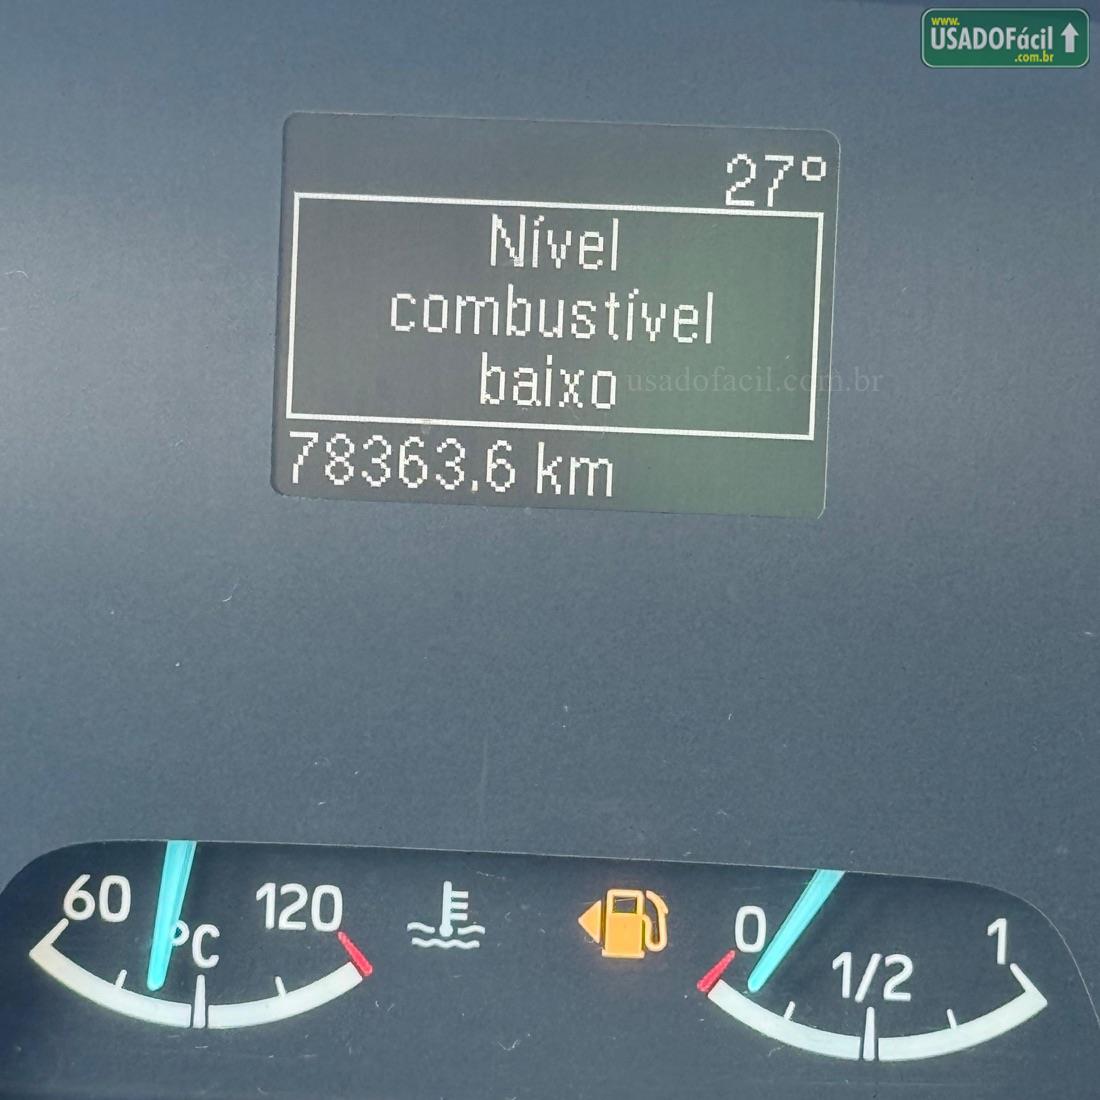 www.
USADOFácil
.com.br
27°
Nível
combustível
baixo
usadofacil.com.br
78363.6 km
60
°C
120
0
1/2
1